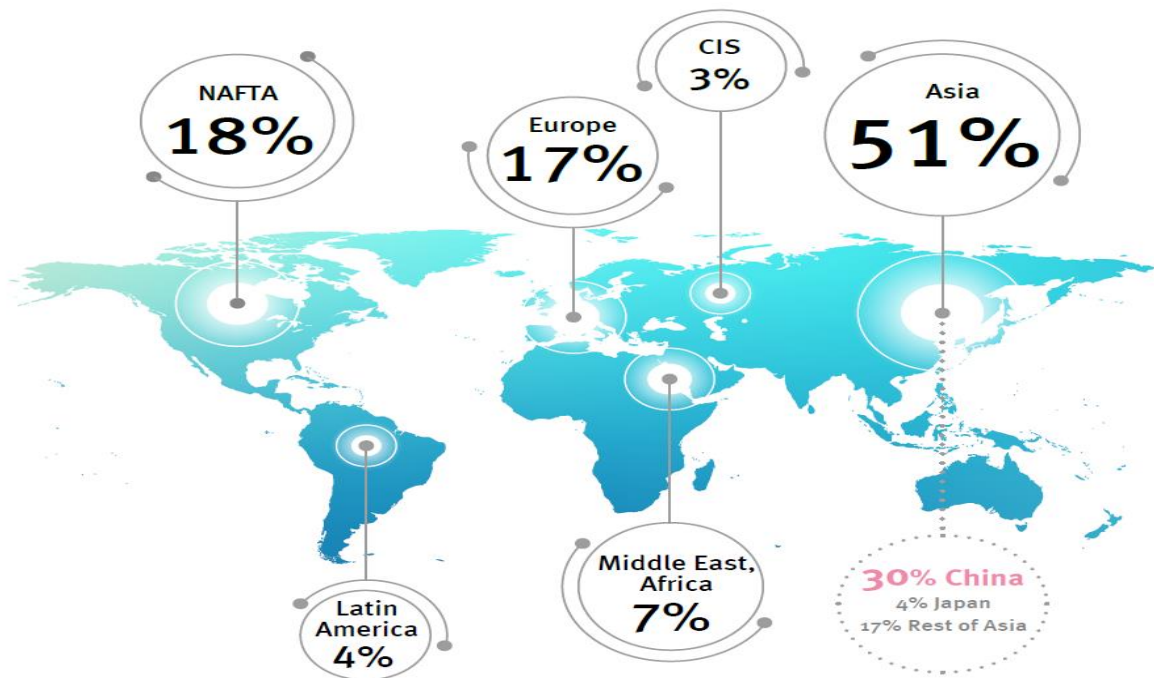 NAFTA
18%
Europe
17%
CIS
3%
Asia
51%
Latin
America
4%
Middle East,
Africa
7%
30% China
4% Japan
17% Rest of Asia